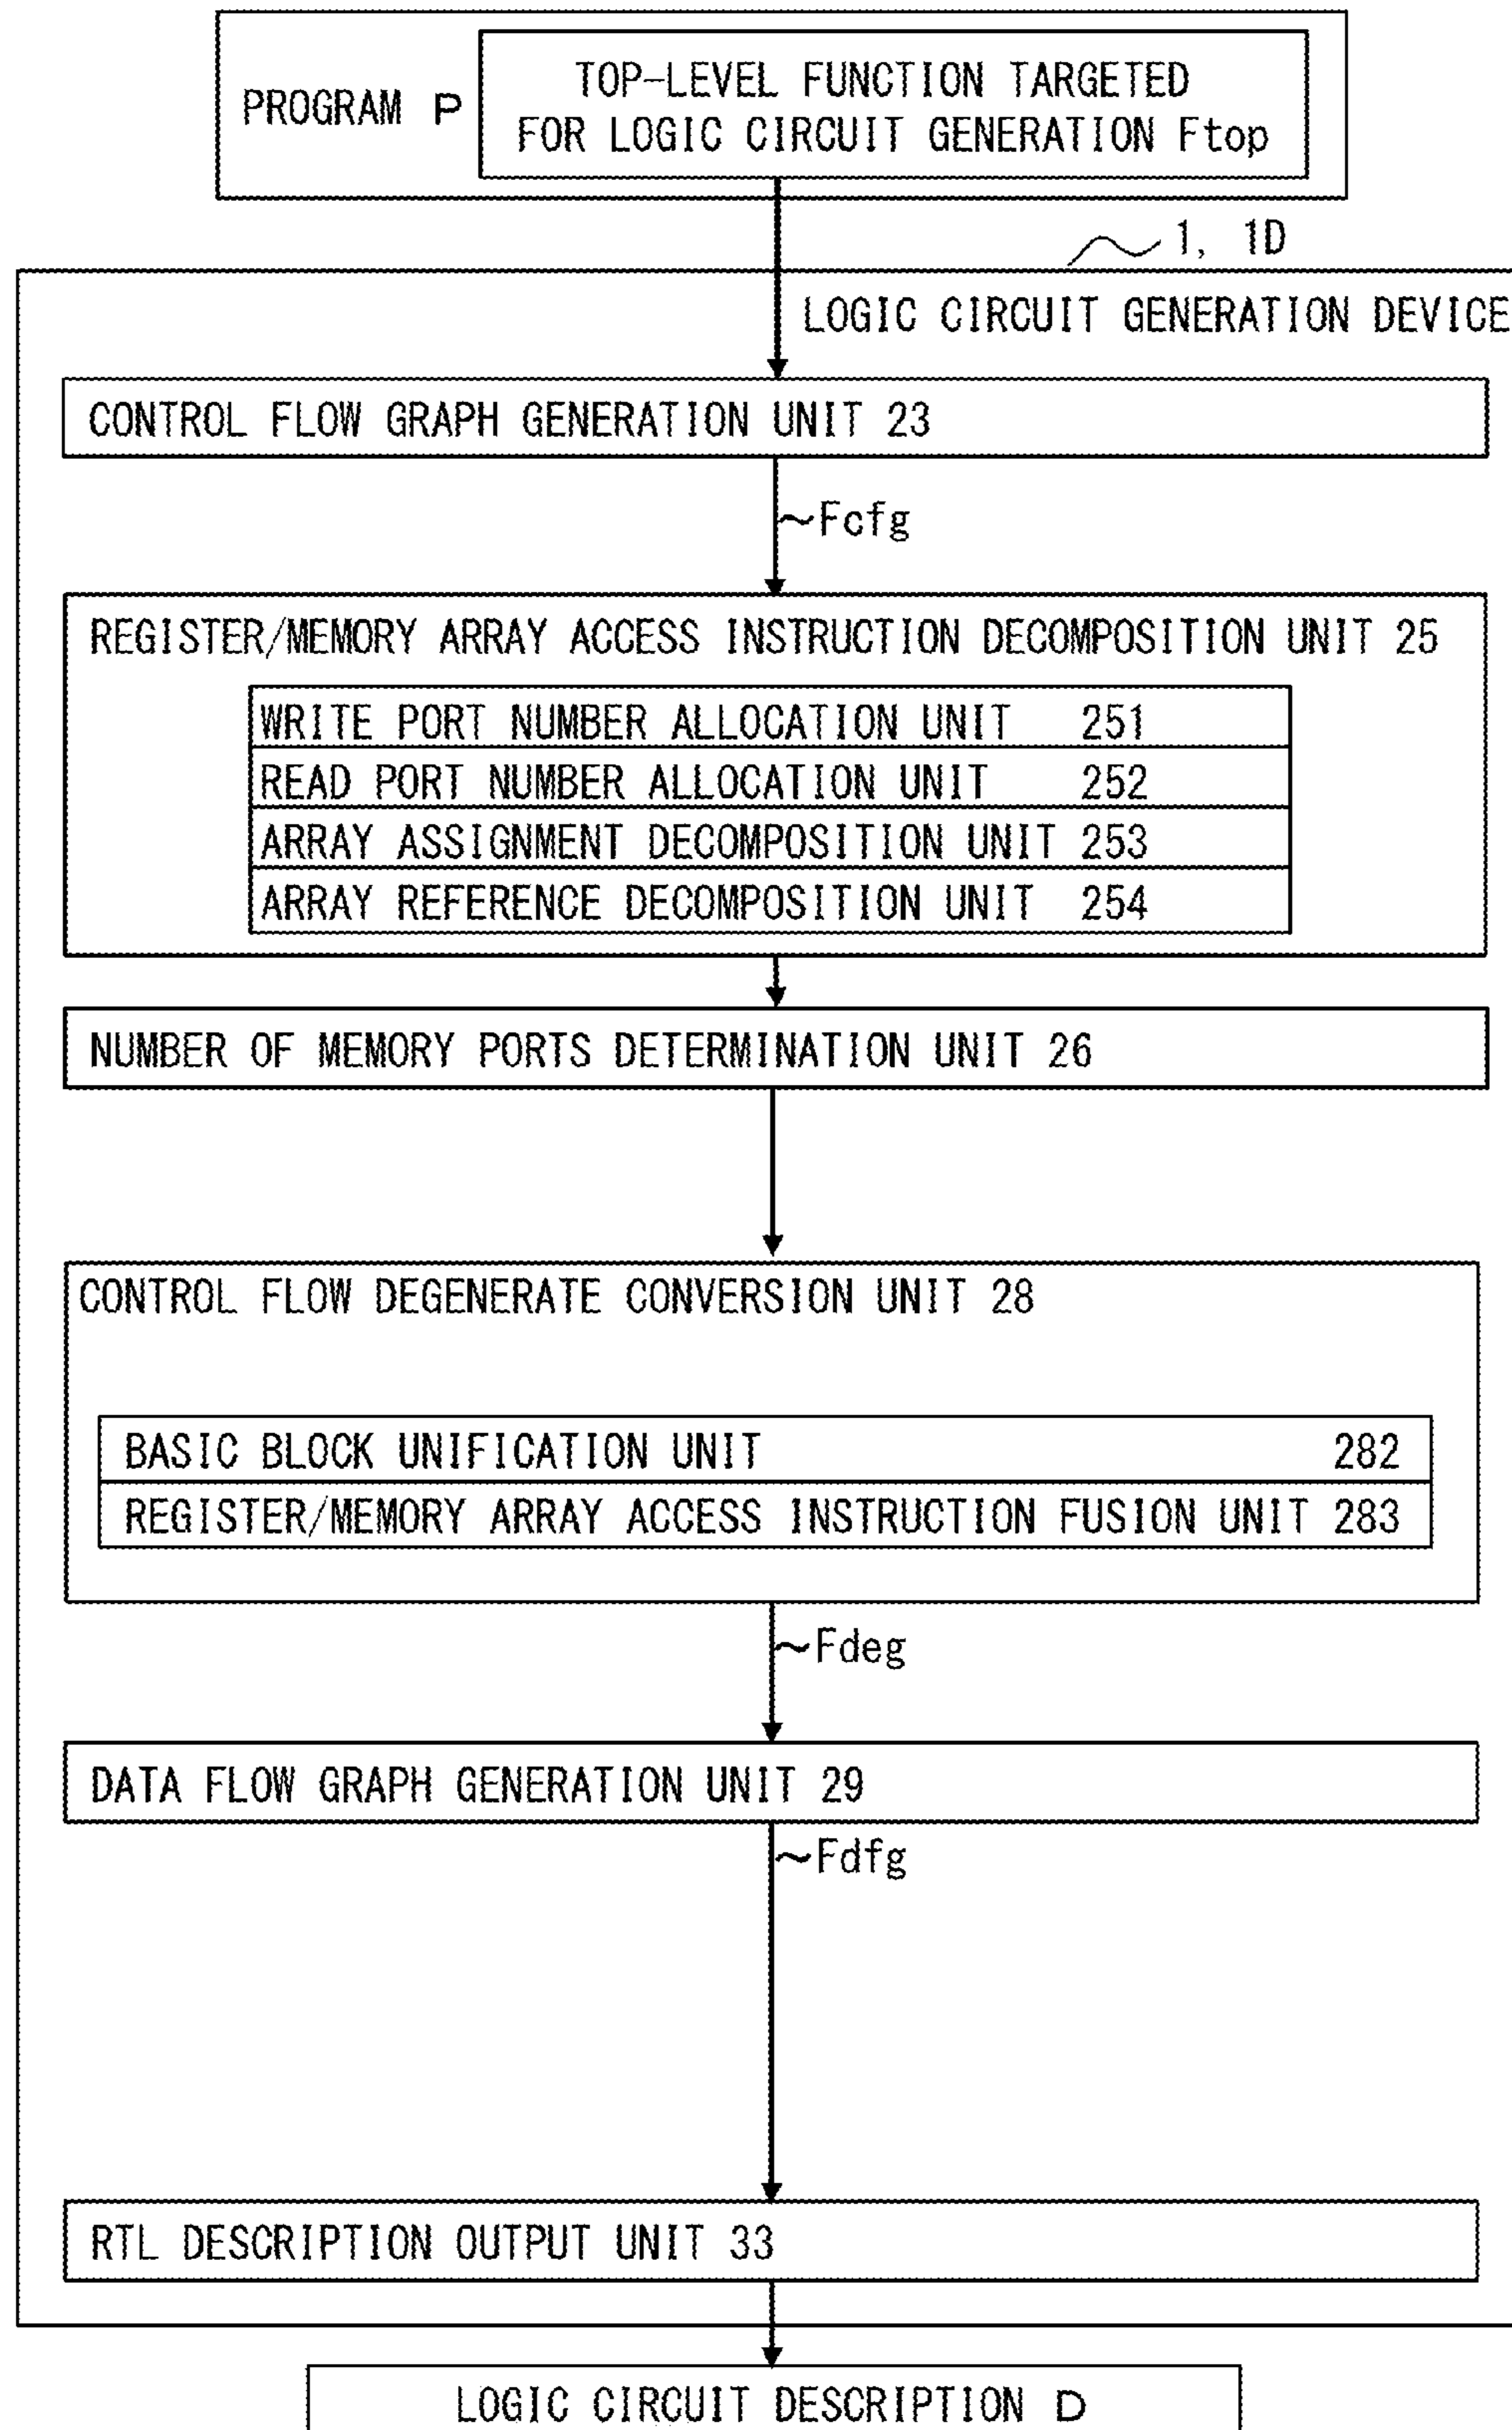 PROGRAM P
TOP-LEVEL FUNCTION TARGETED
FOR LOGIC CIRCUIT GENERATION Ftop
1, 1D
LOGIC CIRCUIT GENERATION DEVICE
CONTROL FLOW GRAPH GENERATION UNIT 23
~Fcfg
REGISTER/MEMORY ARRAY ACCESS INSTRUCTION DECOMPOSITION UNIT 25
WRITE PORT NUMBER ALLOCATION UNIT 251
READ PORT NUMBER ALLOCATION UNIT 252
ARRAY ASSIGNMENT DECOMPOSITION UNIT 253
ARRAY REFERENCE DECOMPOSITION UNIT 254
NUMBER OF MEMORY PORTS DETERMINATION UNIT 26
CONTROL FLOW DEGENERATE CONVERSION UNIT 28
BASIC BLOCK UNIFICATION UNIT 282
REGISTER/MEMORY ARRAY ACCESS INSTRUCTION FUSION UNIT 283
~Fdeg
DATA FLOW GRAPH GENERATION UNIT 29
~Fdfg
RTL DESCRIPTION OUTPUT UNIT 33
LOGIC CIRCUIT DESCRIPTION D